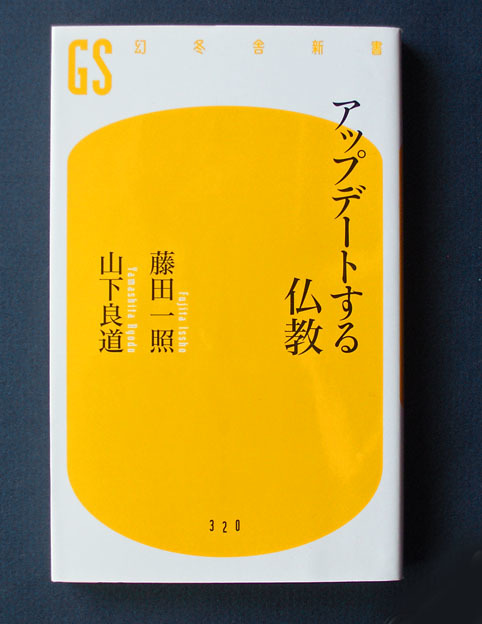 GS
幻冬舎新書
アップデートする
仏教
藤田一照
Fujita Issho
山下良道
Yamashita Ryodo
320